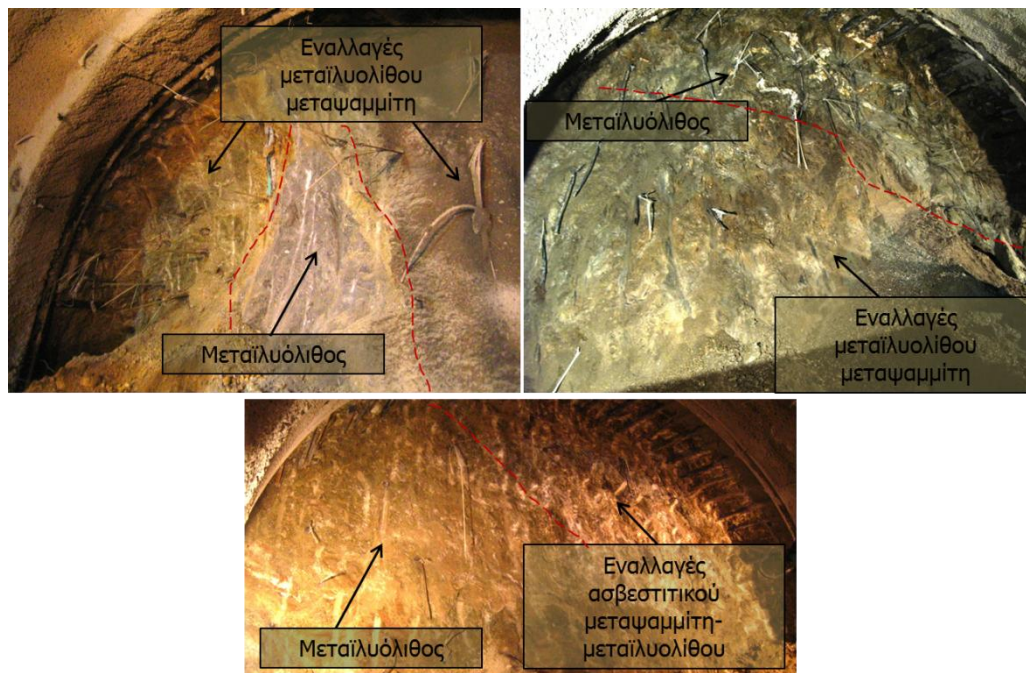 Εναλλαγές
μεταϊλυολίθου
μεταψαμμίτη
Μεταϊλυόλιθος
Μεταϊλυόλιθος
Εναλλαγές
μεταϊλυολίθου
μεταψαμμίτη
Μεταϊλυόλιθος
Εναλλαγές
ασβεστιτικού
μεταψαμμίτη-
μεταϊλυολίθου